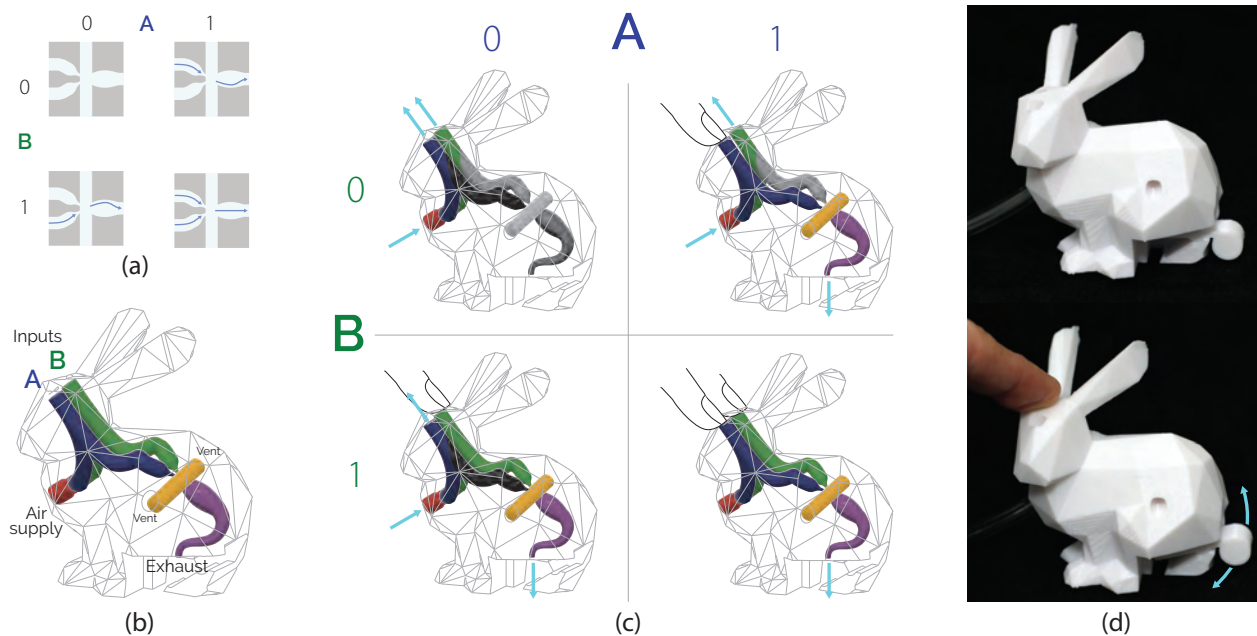 0 A 1
0
B
1
(a)
Inputs
B
A
Vent
Vent
Air
supply
Exhaust
(b)
A
0 1
0
B
1
(c)
(d)